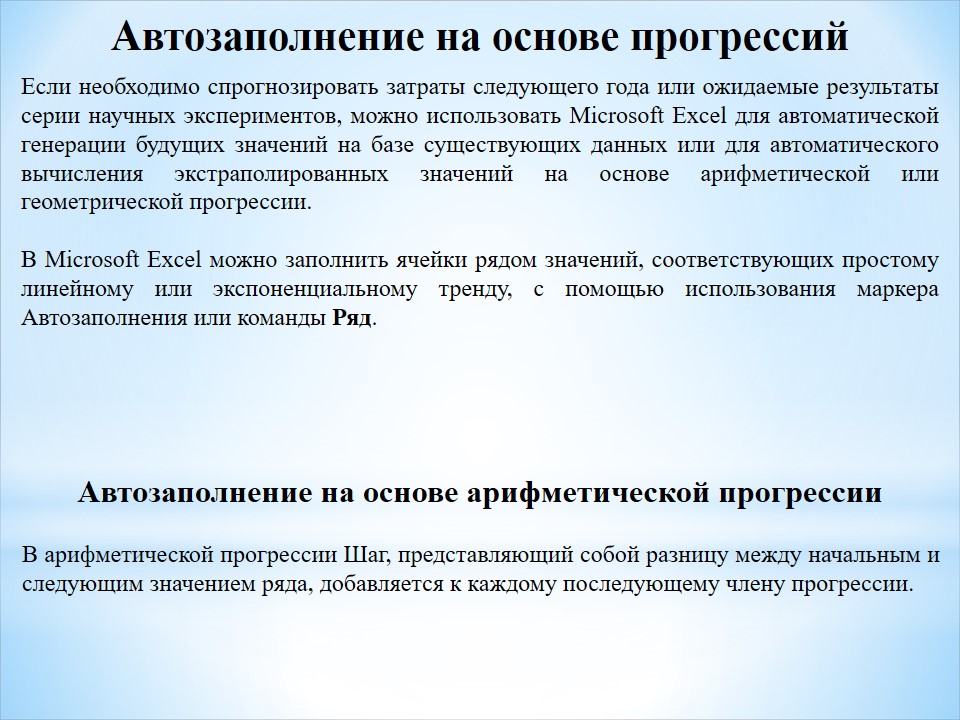 Автозаполнение на основе прогрессий
Если необходимо спрогнозировать затраты следующего года или ожидаемые результаты
серии научных экспериментов, можно использовать Microsoft Excel для автоматической
генерации будущих значений на базе существующих данных или для автоматического
вычисления экстраполированных значений на основе арифметической или
геометрической прогрессии.
В Microsoft Excel можно заполнить ячейки рядом значений, соответствующих простому
линейному или экспоненциальному тренду, с помощью использования маркера
Автозаполнения или команды Ряд.
Автозаполнение на основе арифметической прогрессии
В арифметической прогрессии Шаг, представляющий собой разницу между начальным и
следующим значением ряда, добавляется к каждому последующему члену прогрессии.